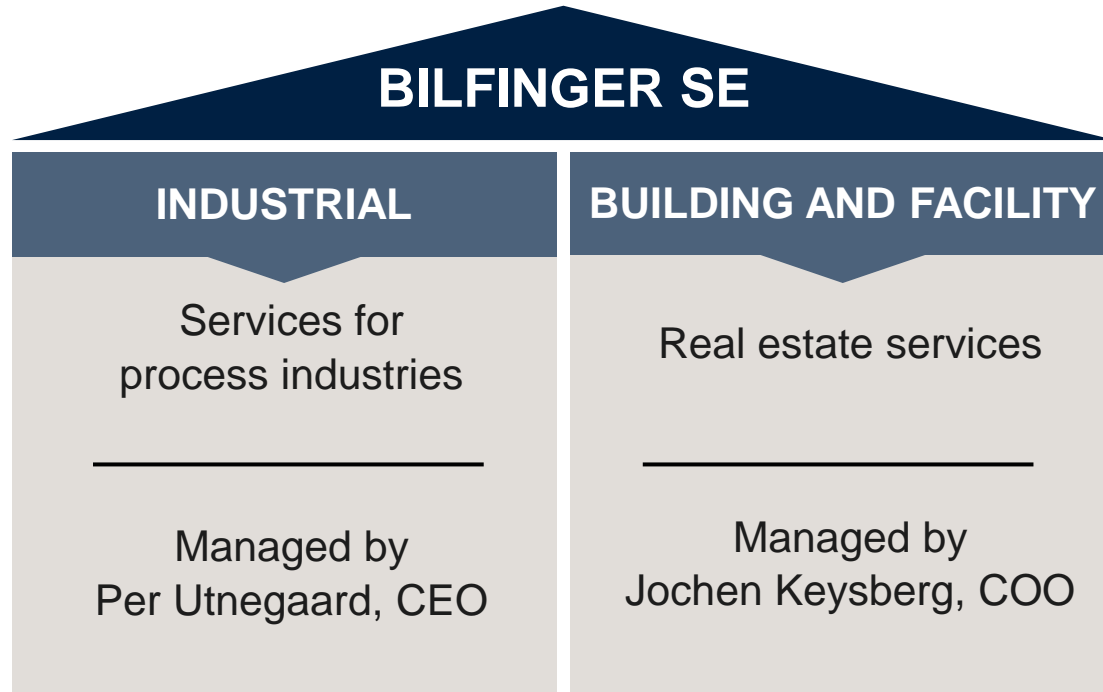 BILFINGER SE
INDUSTRIAL
Services for
process industries
Managed by
Per Utnegaard, CEO
BUILDING AND FACILITY
Real estate services
Managed by
Jochen Keysberg, COO